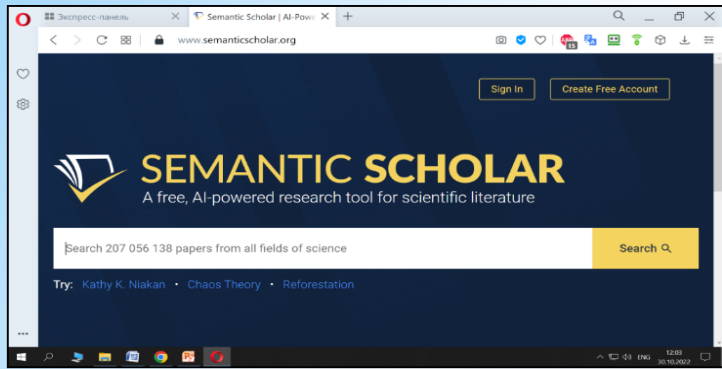 Экспресс-панель
Semantic Scholar | AI-Powe
www.semanticscholar.org
15
Sign In
Create Free Account
SEMANTIC SCHOLAR
A free, AI-powered research tool for scientific literature
Search 207 056 138 papers from all fields of science
Search
Try: Kathy K. Niakan • Chaos Theory • Reforestation
ENG
12:03
30.10.2022